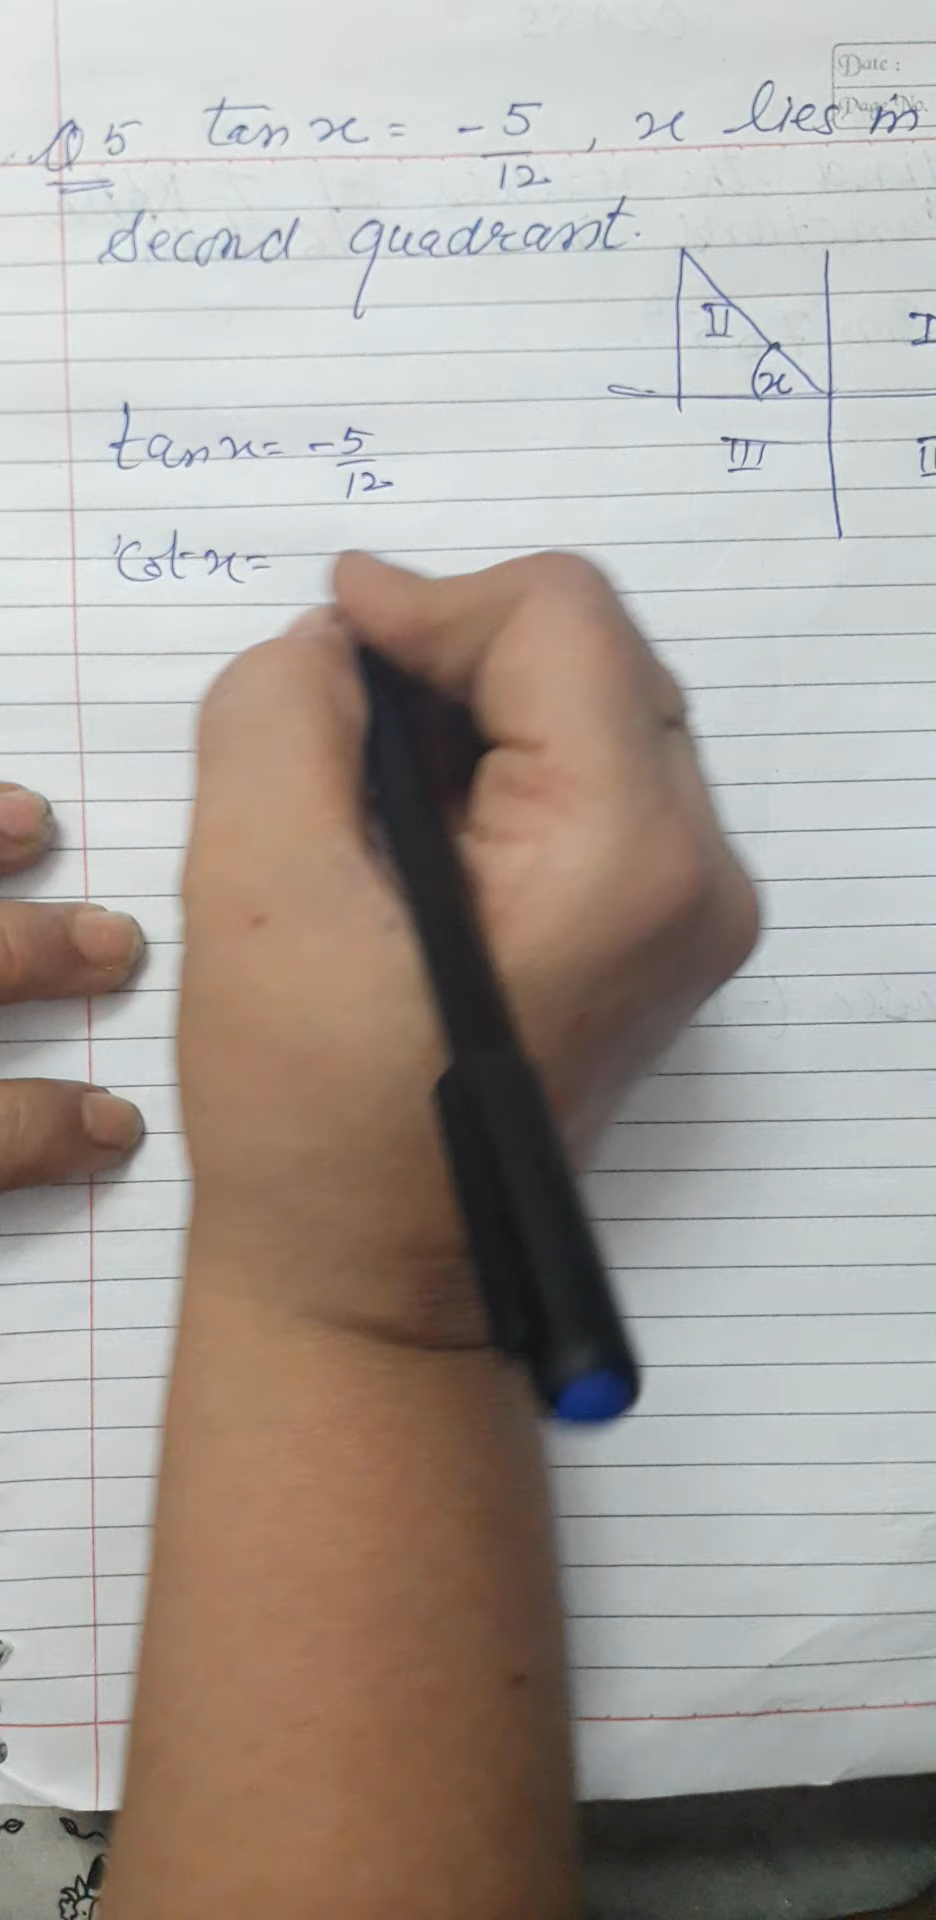 Date :
Page No.
Q5 tan x = -5/12, x lies in
Second quadrant.
II
I
x
tan x = -5/12
III
cot x =